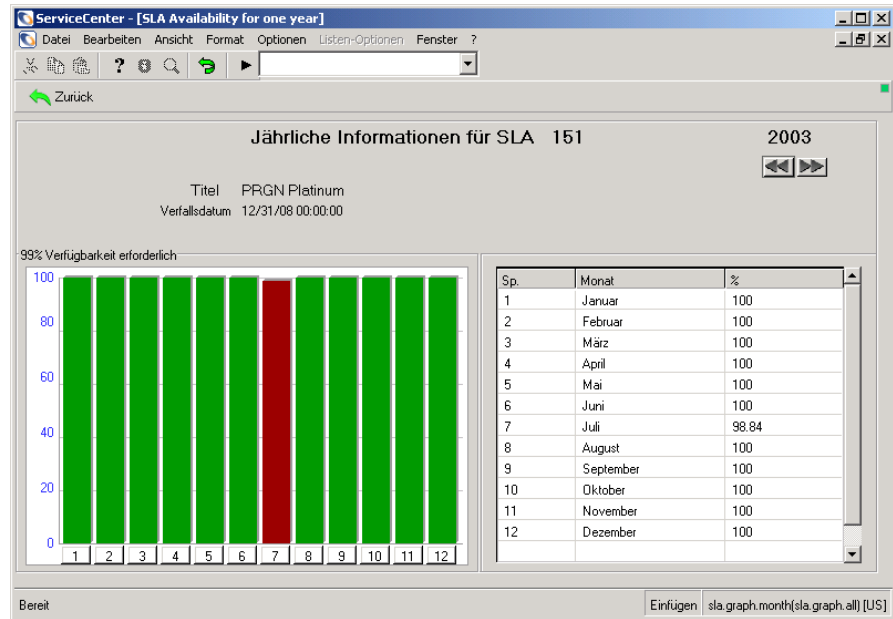 ServiceCenter - [SLA Availability for one year]
Datei Bearbeiten Ansicht Format Optionen Listen-Optionen Fenster ?
Zurück
Jährliche Informationen für SLA 151 2003
Titel PRGN Platinum
Verfallsdatum 12/31/08 00:00:00
99% Verfügbarkeit erforderlich
100
80
60
40
20
0
1 2 3 4 5 6 7 8 9 10 11 12
Sp. Monat %
1 Januar 100
2 Februar 100
3 März 100
4 April 100
5 Mai 100
6 Juni 100
7 Juli 98.84
8 August 100
9 September 100
10 Oktober 100
11 November 100
12 Dezember 100
Bereit Einfügen sla.graph.month(sla.graph.all) [US]